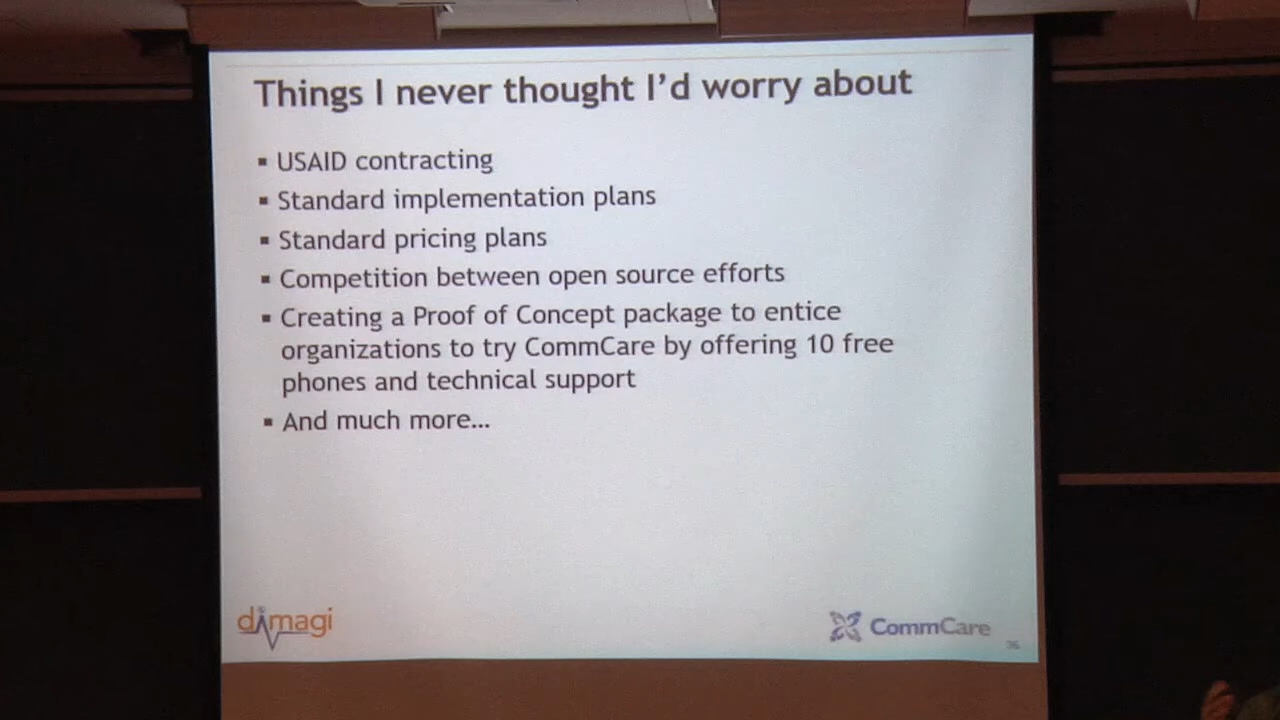 Things I never thought I'd worry about
▪ USAID contracting
▪ Standard implementation plans
▪ Standard pricing plans
▪ Competition between open source efforts
▪ Creating a Proof of Concept package to entice
organizations to try CommCare by offering 10 free
phones and technical support
▪ And much more...
dimagi
CommCare
36